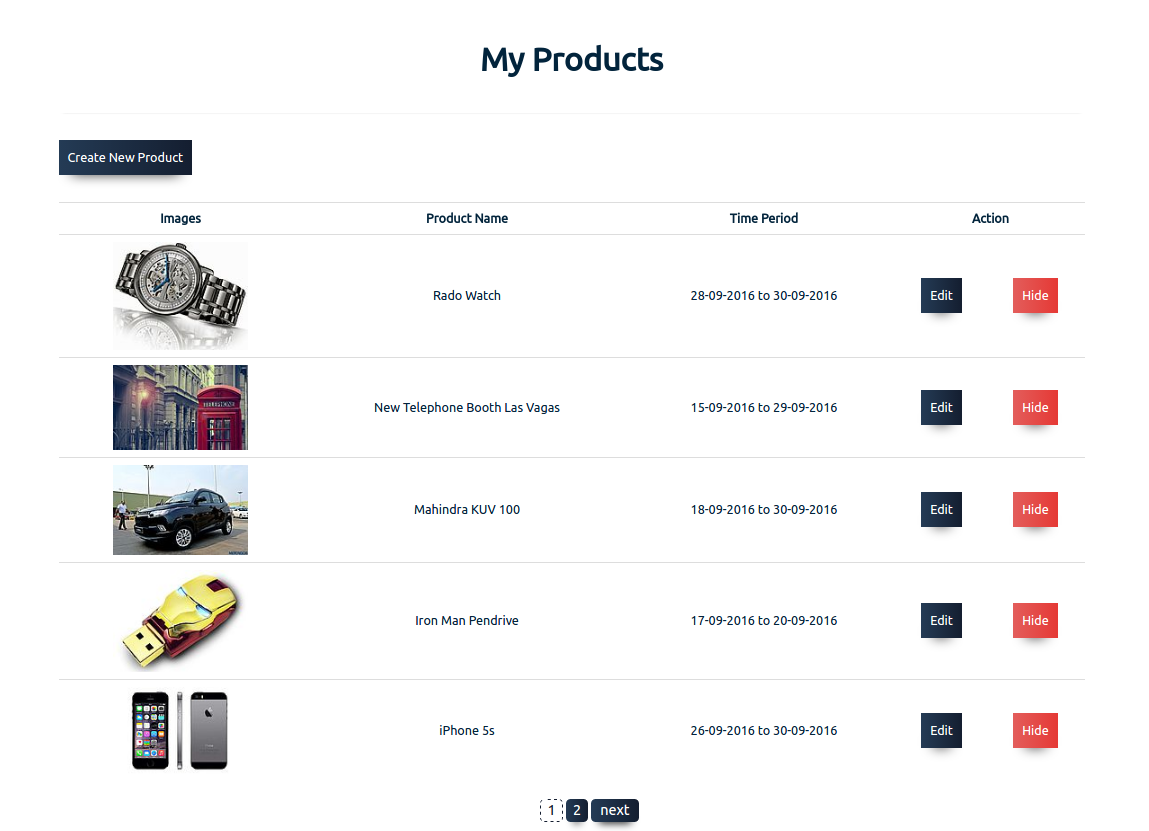 My Products
Create New Product
Images Product Name Time Period Action
Rado Watch 28-09-2016 to 30-09-2016 Edit Hide
TELEPHONE
New Telephone Booth Las Vagas 15-09-2016 to 29-09-2016 Edit Hide
Mahindra KUV 100 18-09-2016 to 30-09-2016 Edit Hide
Iron Man Pendrive 17-09-2016 to 20-09-2016 Edit Hide
iPhone 5s 26-09-2016 to 30-09-2016 Edit Hide
1 2 next